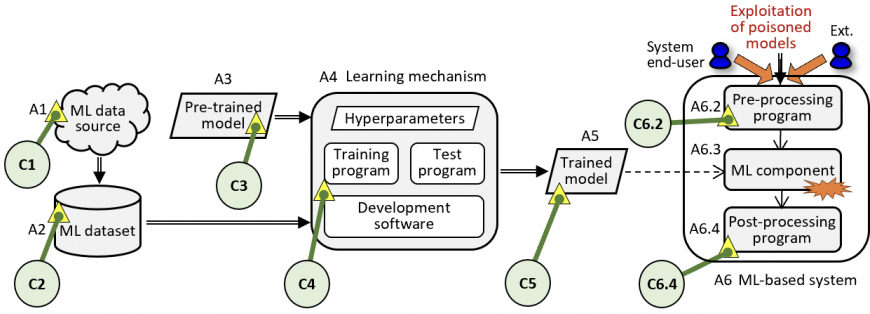 Exploitation
of poisoned
models
System
end-user
Ext.
A1
ML data
source
C1
A2
ML dataset
C2
A3
Pre-trained
model
C3
A4 Learning mechanism
Hyperparameters
Training
program
Test
program
Development
software
C4
A5
Trained
model
C5
A6.2
Pre-processing
program
C6.2
A6.3
ML component
A6.4
Post-processing
program
C6.4
A6 ML-based system